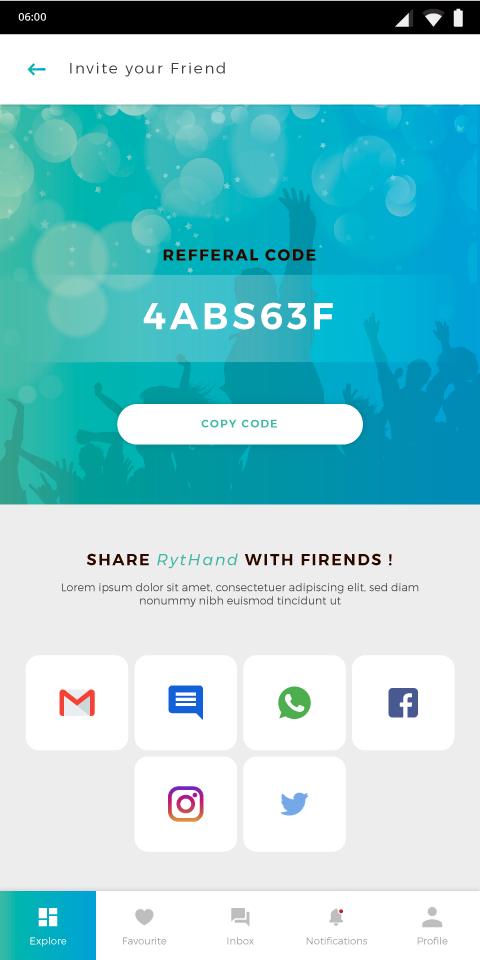 06:00
Invite your Friend
REFFERAL CODE
4ABS63F
COPY CODE
SHARE RytHand WITH FIRENDS !
Lorem ipsum dolor sit amet, consectetuer adipiscing elit, sed diam
nonummy nibh euismod tincidunt ut
Explore
Favourite
Inbox
Notifications
Profile